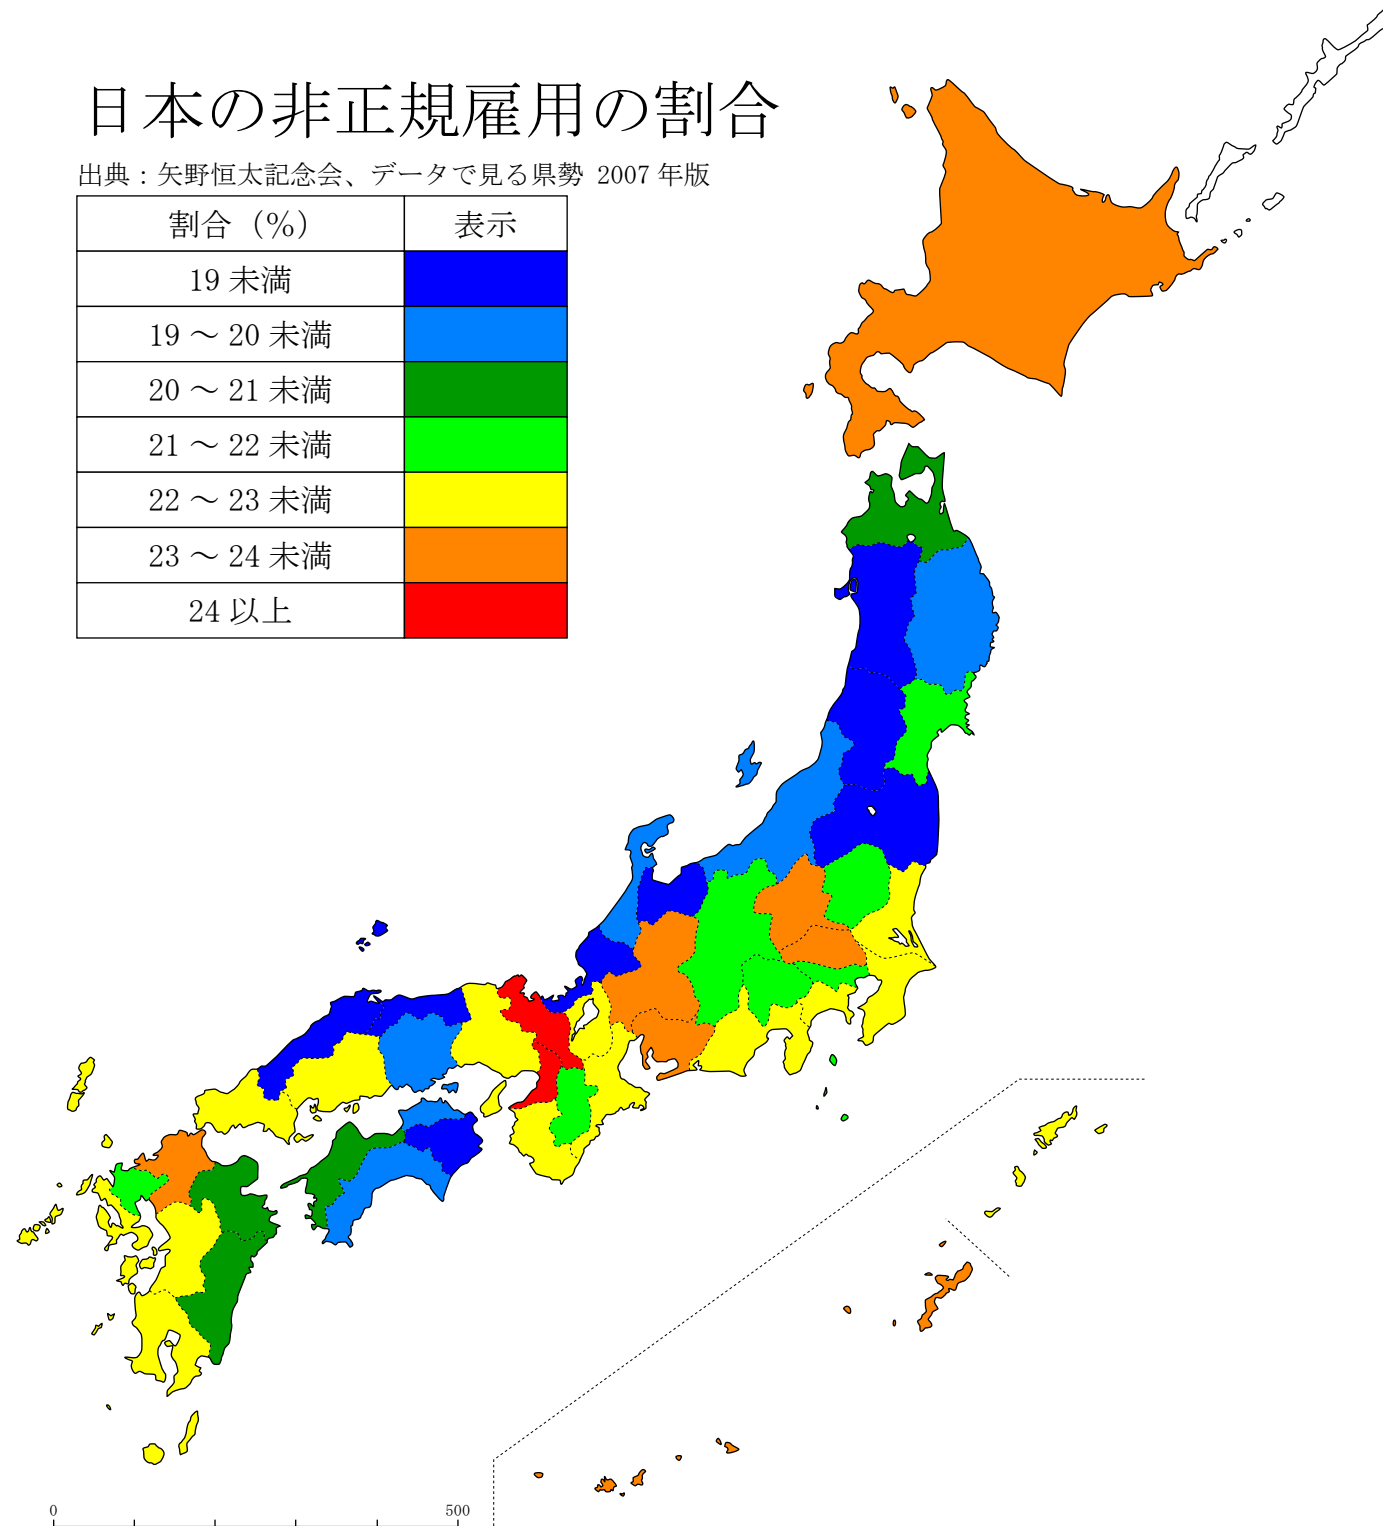 日本の非正規雇用の割合
出典：矢野恒太記念会、データで見る県勢 2007 年版
割合（％） 表示
19 未満
19 ～ 20 未満
20 ～ 21 未満
21 ～ 22 未満
22 ～ 23 未満
23 ～ 24 未満
24 以上
0 500